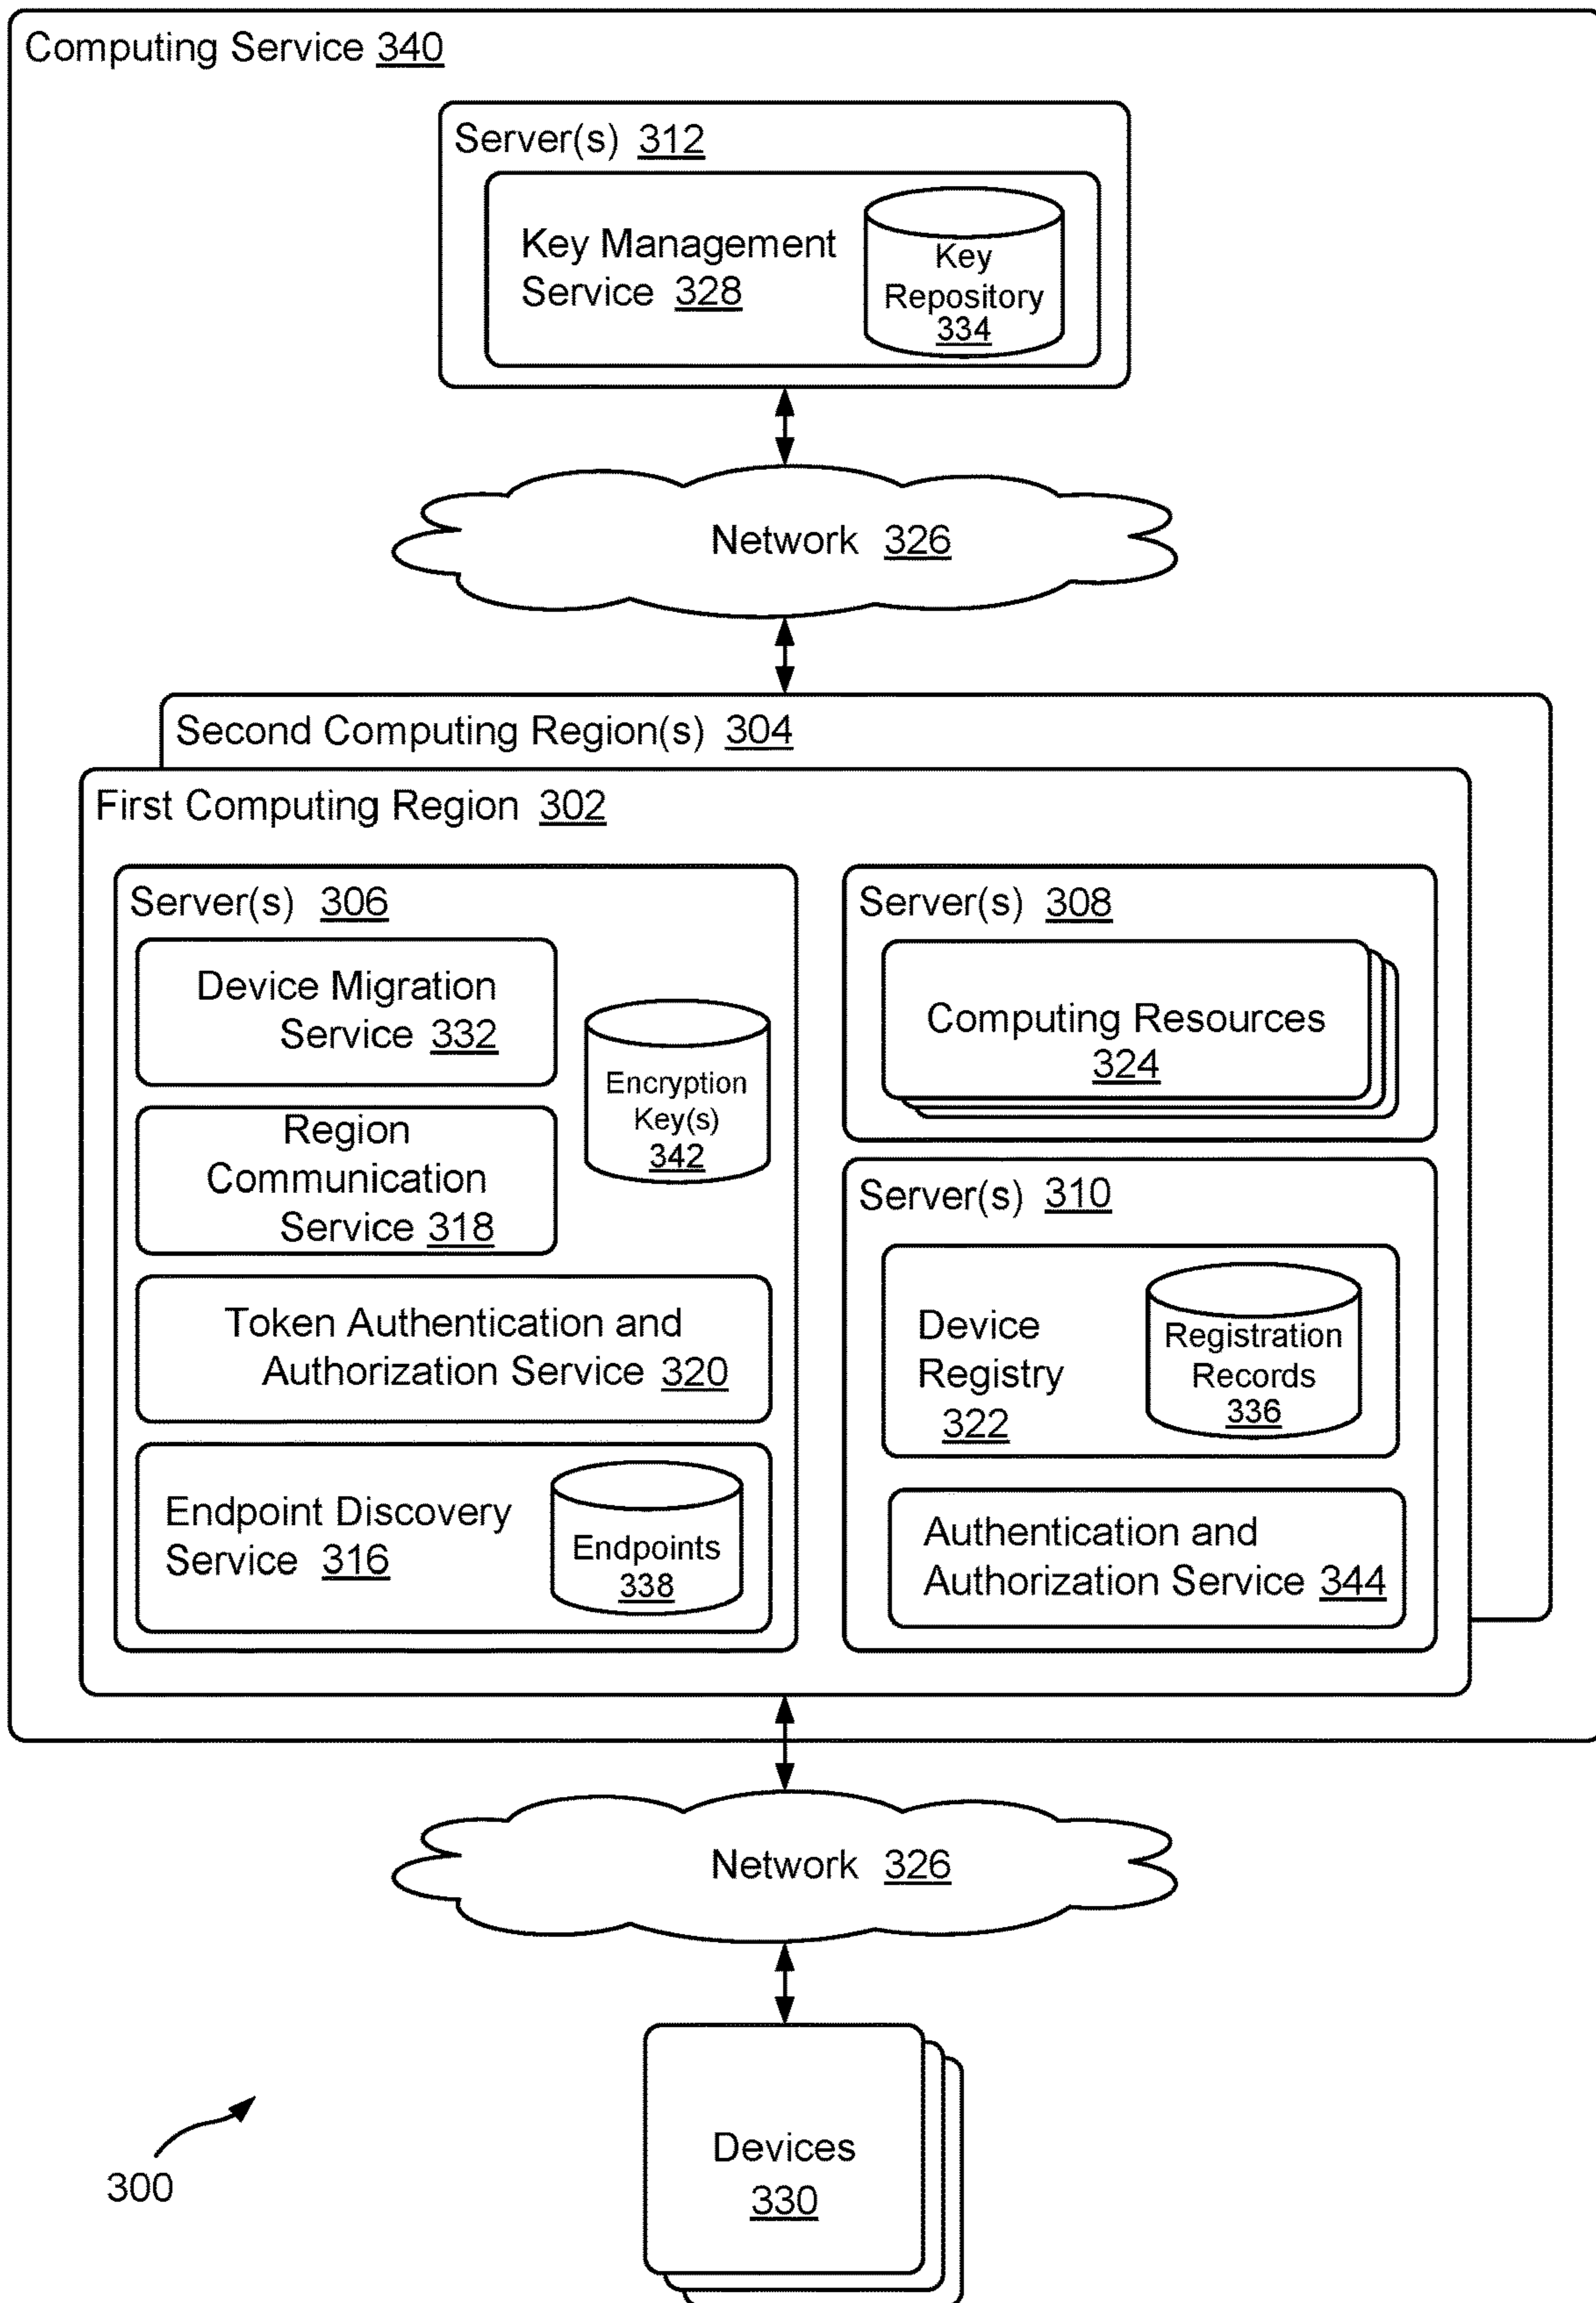 Computing Service 340
Server(s) 312
Key Management
Service 328
Key
Repository
334
Network 326
Second Computing Region(s) 304
First Computing Region 302
Server(s) 306
Device Migration
Service 332
Encryption
Key(s)
342
Region
Communication
Service 318
Token Authentication and
Authorization Service 320
Endpoint Discovery
Service 316
Endpoints
338
Server(s) 308
Computing Resources
324
Server(s) 310
Device
Registry
322
Registration
Records
336
Authentication and
Authorization Service 344
Network 326
Devices
330
300